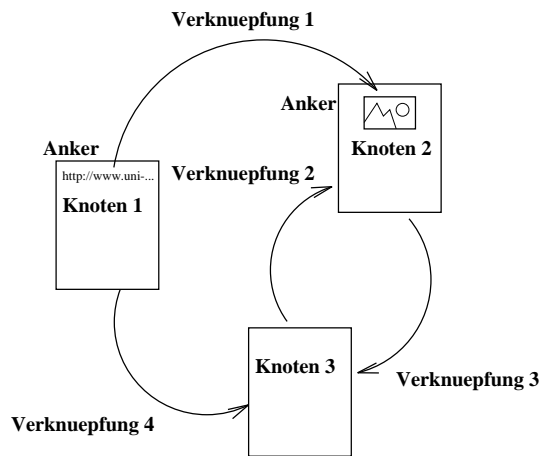 Verknuepfung 1
Anker
Knoten 2
Anker
http://www.uni-...
Knoten 1
Verknuepfung 2
Knoten 3
Verknuepfung 3
Verknuepfung 4